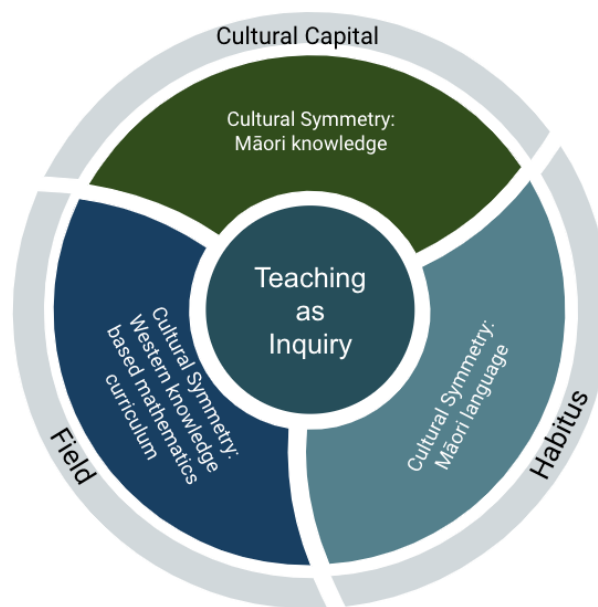 Cultural Capital
Cultural Symmetry:
Māori knowledge
Teaching
as
Inquiry
Cultural Symmetry:
Western knowledge
based mathematics
curriculum
Cultural Symmetry:
Māori language
Field
Habitus